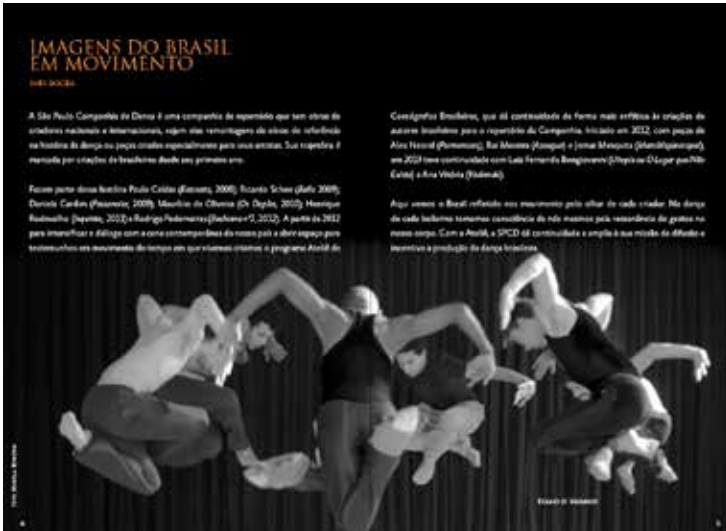 IMAGENS DO BRASIL
EM MOVIMENTO
INÊS BOGÉA
A São Paulo Companhia de Dança é uma companhia de repertório que tem obras de
criadores nacionais e internacionais, sejam elas remontagens de obras de referência
na história da dança ou peças criadas especialmente para seus artistas. Sua trajetória é
marcada por criações de brasileiros desde seu primeiro ano.
Fazem parte dessa história Paulo Caldas (Entreato, 2008); Ricardo Scheir (2009);
Daniela Cardim (Passanoite, 2009); Maurício de Oliveira (Os Duplos, 2010); Henrique
Rodovalho (Inquieto, 2011) e Rodrigo Pederneiras (Bachiana nº1, 2012). A partir de 2012
para intensificar o diálogo com a cena contemporânea do nosso país e abrir espaço para
testemunhos em movimento do tempo em que vivemos criamos o programa Ateliê de
Coreógrafos Brasileiros, que dá continuidade de forma mais enfática às criações de
autores brasileiros para o repertório da Companhia. Iniciado em 2012, com peças de
Alex Neoral (Pormenores), Rui Moreira (Azougue) e Jomar Mesquita (Mamihlapinatapai),
em 2013 teve continuidade com Luiz Fernando Bongiovanni (Utopia ou O Lugar que Não
Existe) e Ana Vitória
Aqui vemos o Brasil refletido nos movimento pelo olhar de cada criador. Na dança
de cada bailarino tomamos consciência de nós mesmos pela ressonância do gestos no
nosso corpo. Com a Ateliê, a SPCD dá continuidade e amplia à sua missão de difusão e
incentivo a produção da dança brasileira.